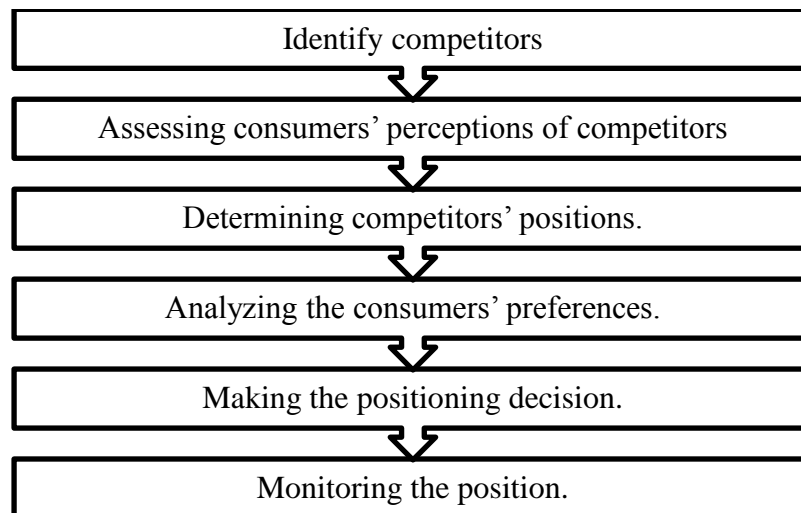 Identify competitors
Assessing consumers’ perceptions of competitors
Determining competitors’ positions.
Analyzing the consumers’ preferences.
Making the positioning decision.
Monitoring the position.